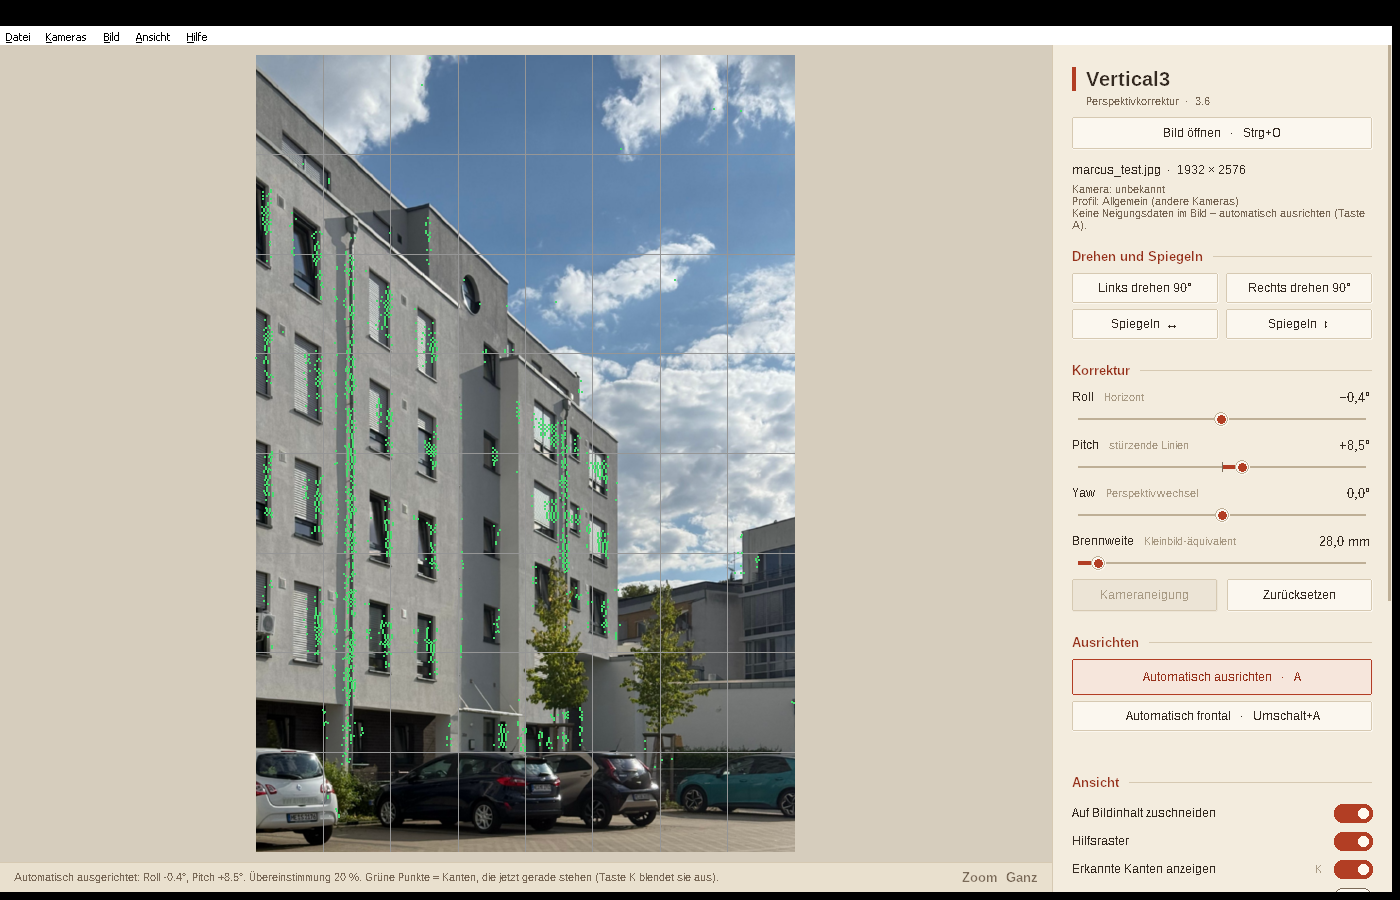 Datei Kameras Bild Ansicht Hilfe
Vertical3
Perspektivkorrektur · 3.6
Bild öffnen · Strg+O
marcus_test.jpg · 1932 × 2576
Kamera: unbekannt
Profil: Allgemein (andere Kameras)
Keine Neigungsdaten im Bild – automatisch ausrichten (Taste
A).
Drehen und Spiegeln
Links drehen 90° Rechts drehen 90°
Spiegeln ↔ Spiegeln ↕
Korrektur
Roll Horizont −0,4°
Pitch stürzende Linien +8,5°
Yaw Perspektivwechsel 0,0°
Brennweite Kleinbild-äquivalent 28,0 mm
Kameraneigung Zurücksetzen
Ausrichten
Automatisch ausrichten · A
Automatisch frontal · Umschalt+A
Ansicht
Auf Bildinhalt zuschneiden
Hilfsraster
Erkannte Kanten anzeigen K
Automatisch ausgerichtet: Roll -0.4°, Pitch +8.5°. Übereinstimmung 20 %. Grüne Punkte = Kanten, die jetzt gerade stehen (Taste K blendet sie aus).
Zoom Ganz